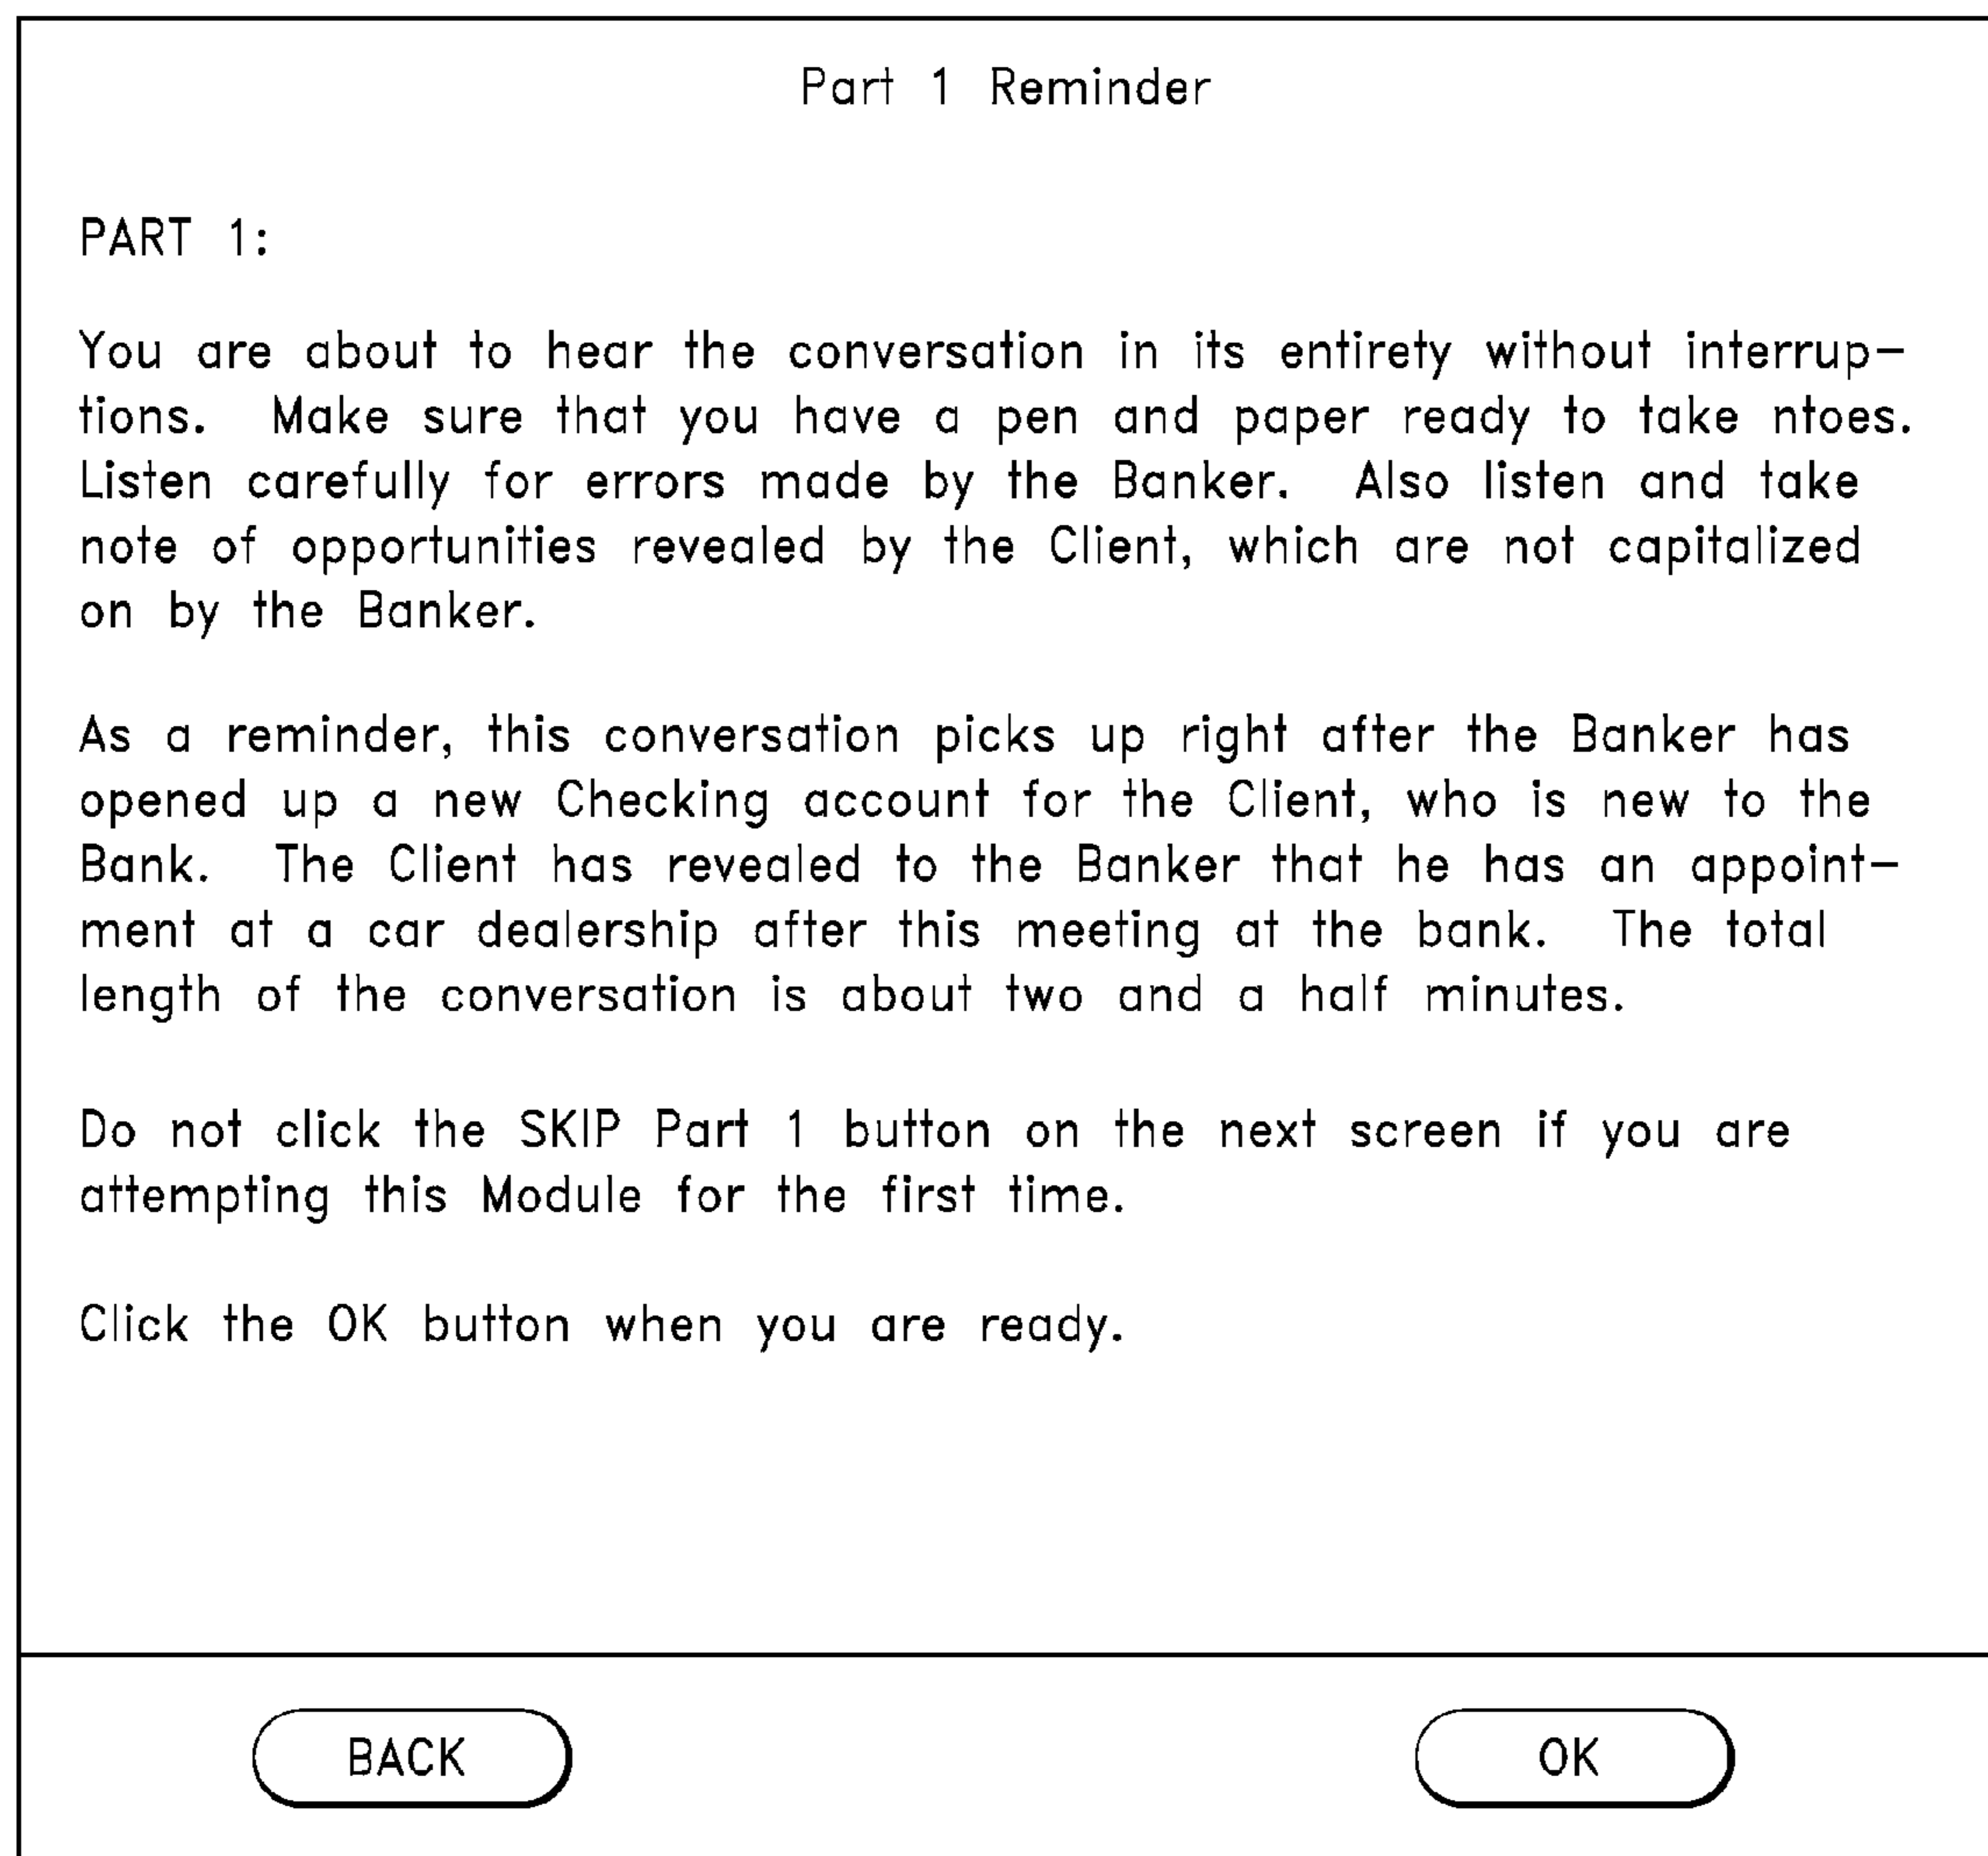 Part 1 Reminder
PART 1:
You are about to hear the conversation in its entirety without interrup-
tions.  Make sure that you have a pen and paper ready to take ntoes.
Listen carefully for errors made by the Banker.  Also listen and take
note of opportunities revealed by the Client, which are not capitalized
on by the Banker.
As a reminder, this conversation picks up right after the Banker has
opened up a new Checking account for the Client, who is new to the
Bank.  The Client has revealed to the Banker that he has an appoint-
ment at a car dealership after this meeting at the bank.  The total
length of the conversation is about two and a half minutes.
Do not click the SKIP Part 1 button on the next screen if you are
attempting this Module for the first time.
Click the OK button when you are ready.
BACK OK